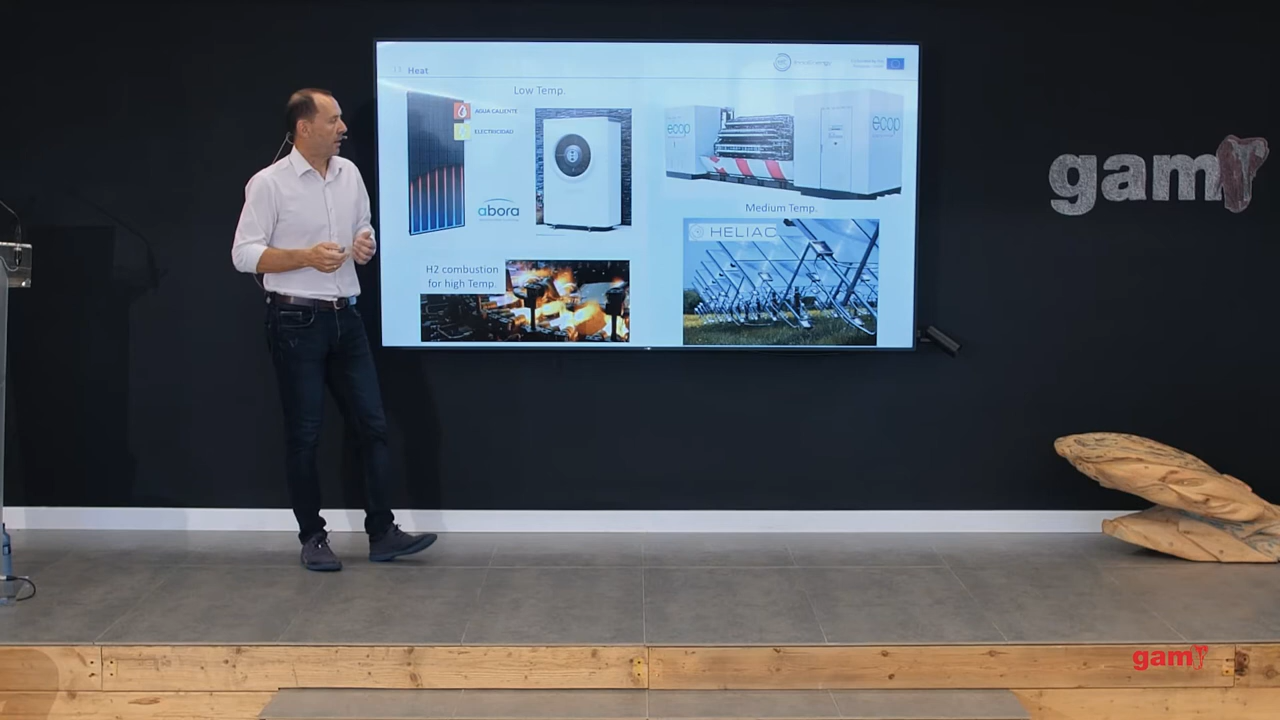 Heat
Low Temp.
AGUA CALIENTE
ELECTRICIDAD
abora
H2 combustion
for high Temp.
ecop
ecop
Medium Temp.
HELIAC
gam
gam